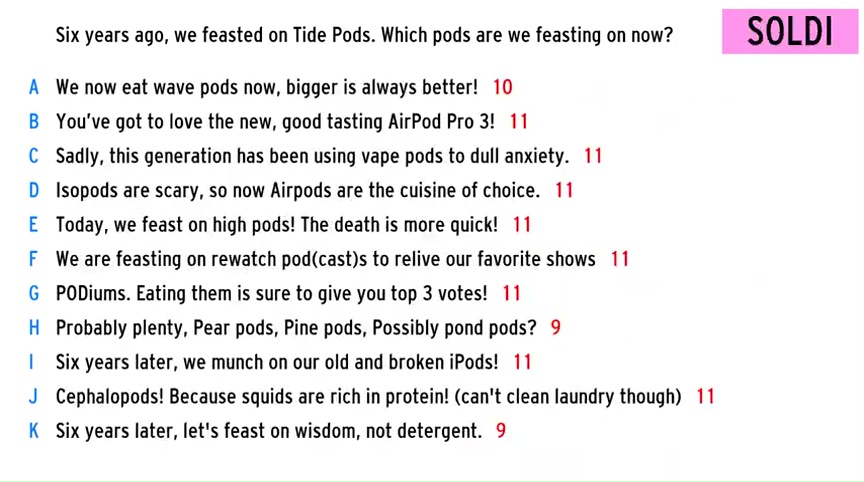 Six years ago, we feasted on Tide Pods. Which pods are we feasting on now?
SOLDI
A We now eat wave pods now, bigger is always better! 10
B You've got to love the new, good tasting AirPod Pro 3! 11
C Sadly, this generation has been using vape pods to dull anxiety. 11
D Isopods are scary, so now Airpods are the cuisine of choice. 11
E Today, we feast on high pods! The death is more quick! 11
F We are feasting on rewatch pod(cast)s to relive our favorite shows 11
G PODiums. Eating them is sure to give you top 3 votes! 11
H Probably plenty, Pear pods, Pine pods, Possibly pond pods? 9
I Six years later, we munch on our old and broken iPods! 11
J Cephalopods! Because squids are rich in protein! (can't clean laundry though) 11
K Six years later, let's feast on wisdom, not detergent. 9